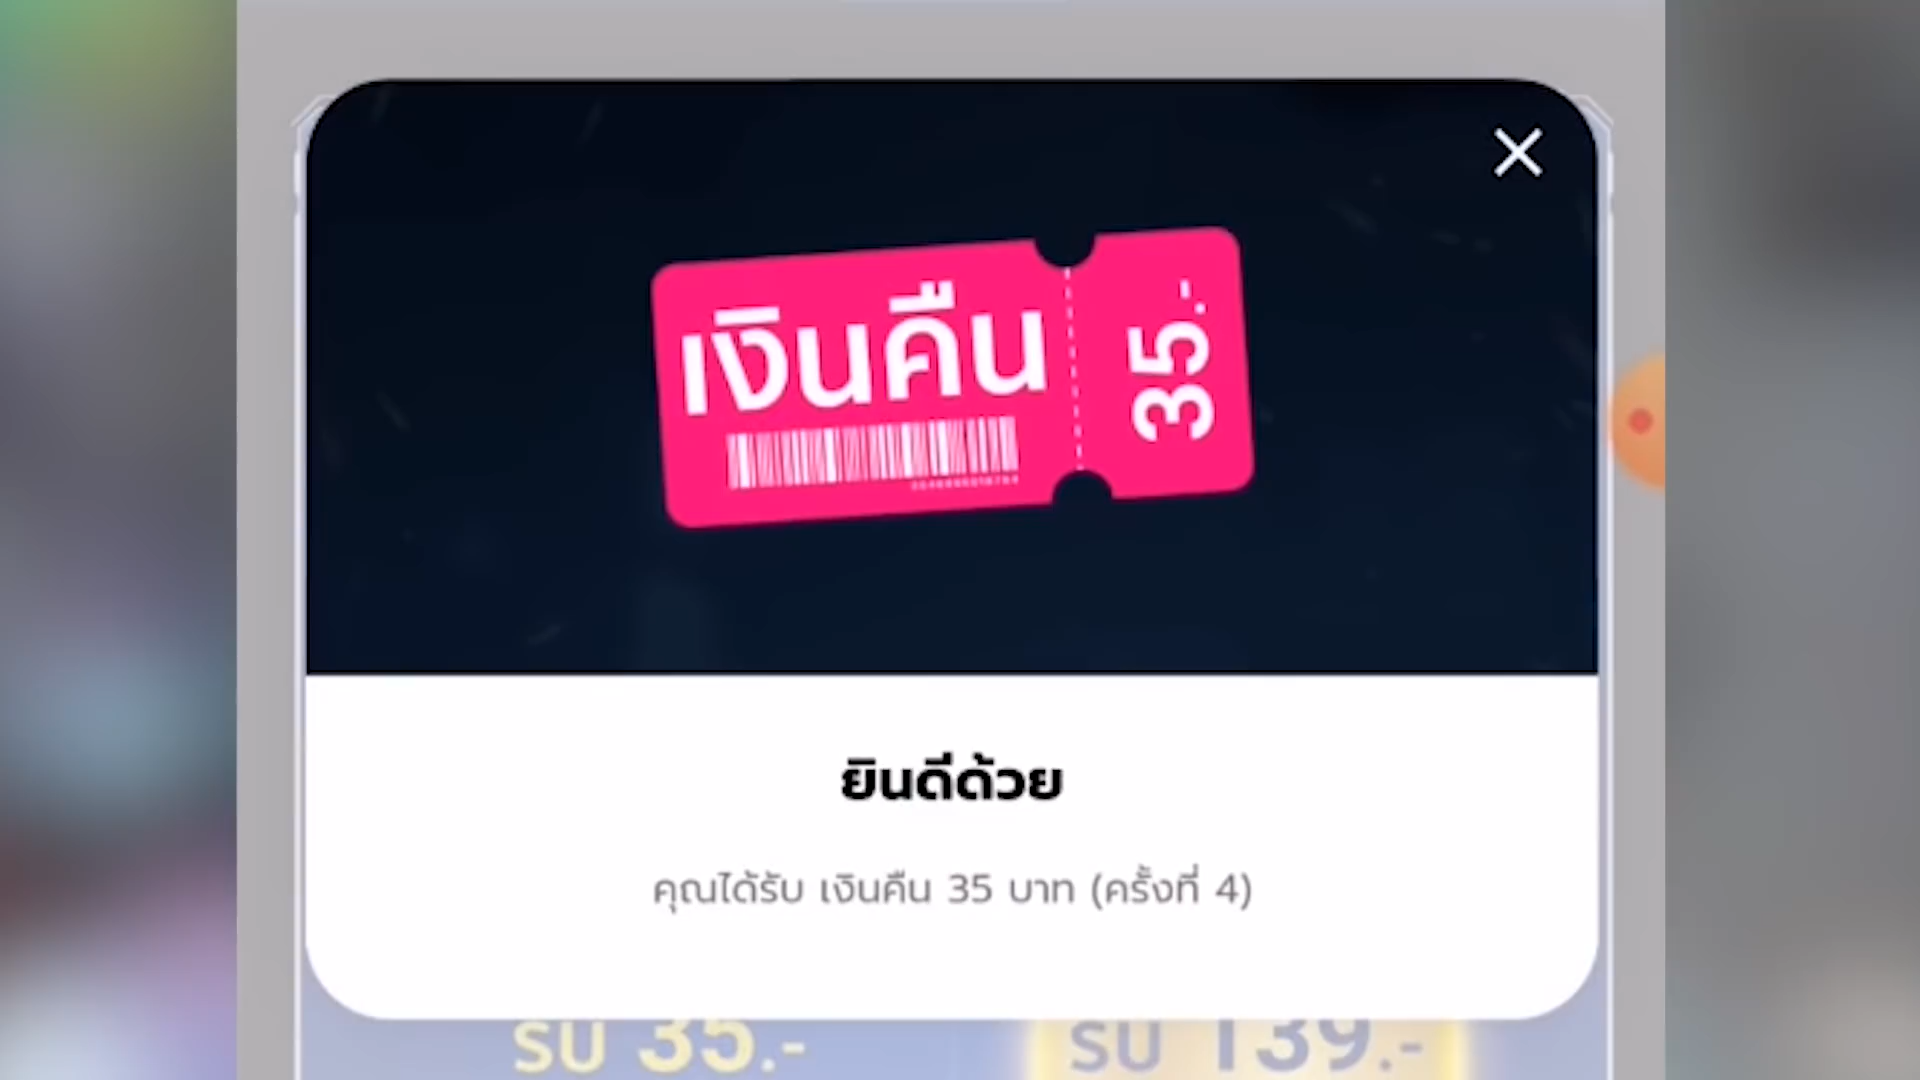 เงินคืน
35.-
ยินดีด้วย
คุณได้รับ เงินคืน 35 บาท (ครั้งที่ 4)
รับ 35.-
รับ 139.-